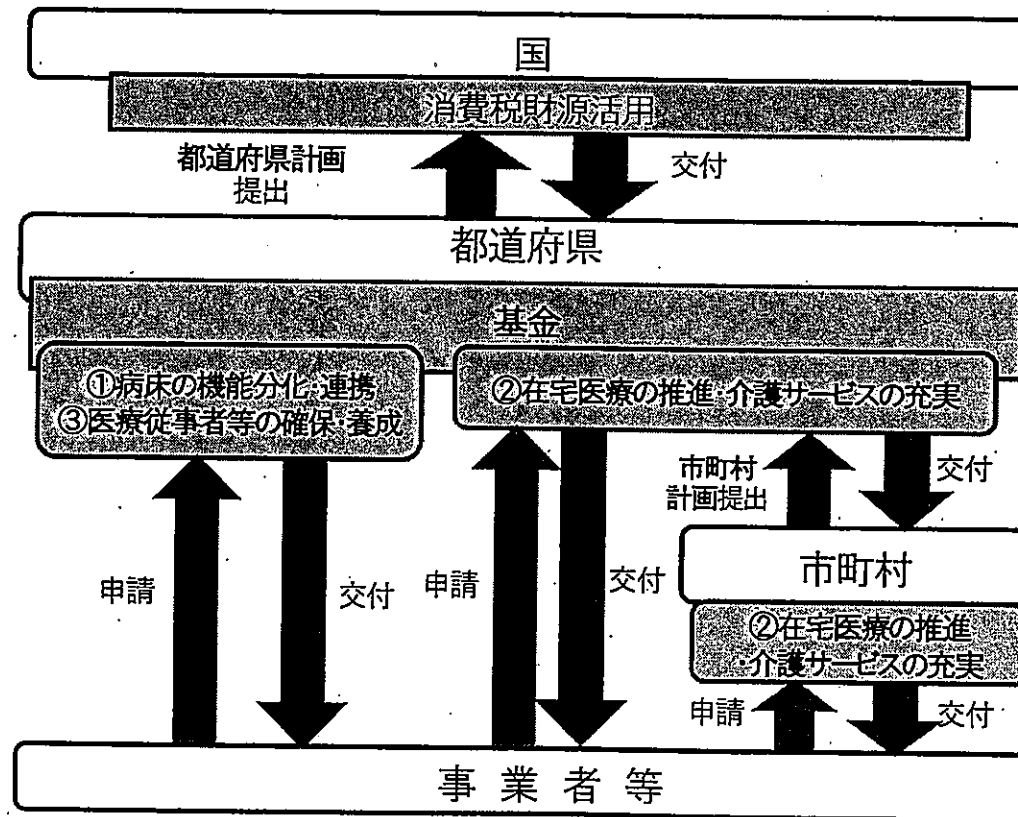 国
消費税財源活用
都道府県計画
提出
交付
都道府県
基金
①病床の機能分化・連携
③医療従事者等の確保・養成
②在宅医療の推進・介護サービスの充実
市町村
計画提出
交付
市町村
②在宅医療の推進
・介護サービスの充実
申請
交付
申請
交付
申請
交付
事業者等